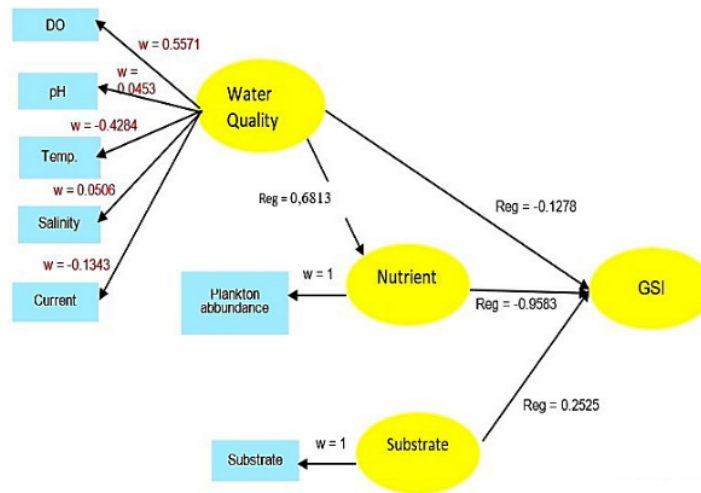 DO
w = 0.5571
w =
0.0453
pH
Water
Quality
w = -0.4284
Temp.
w = 0.0506
Salinity
Reg = 0,6813
Reg = -0.1278
w = -0.1343
Current
w = 1
Plankton
abbundance
Nutrient
Reg = -0.9583
GSI
Reg = 0.2525
w = 1
Substrate
Substrate